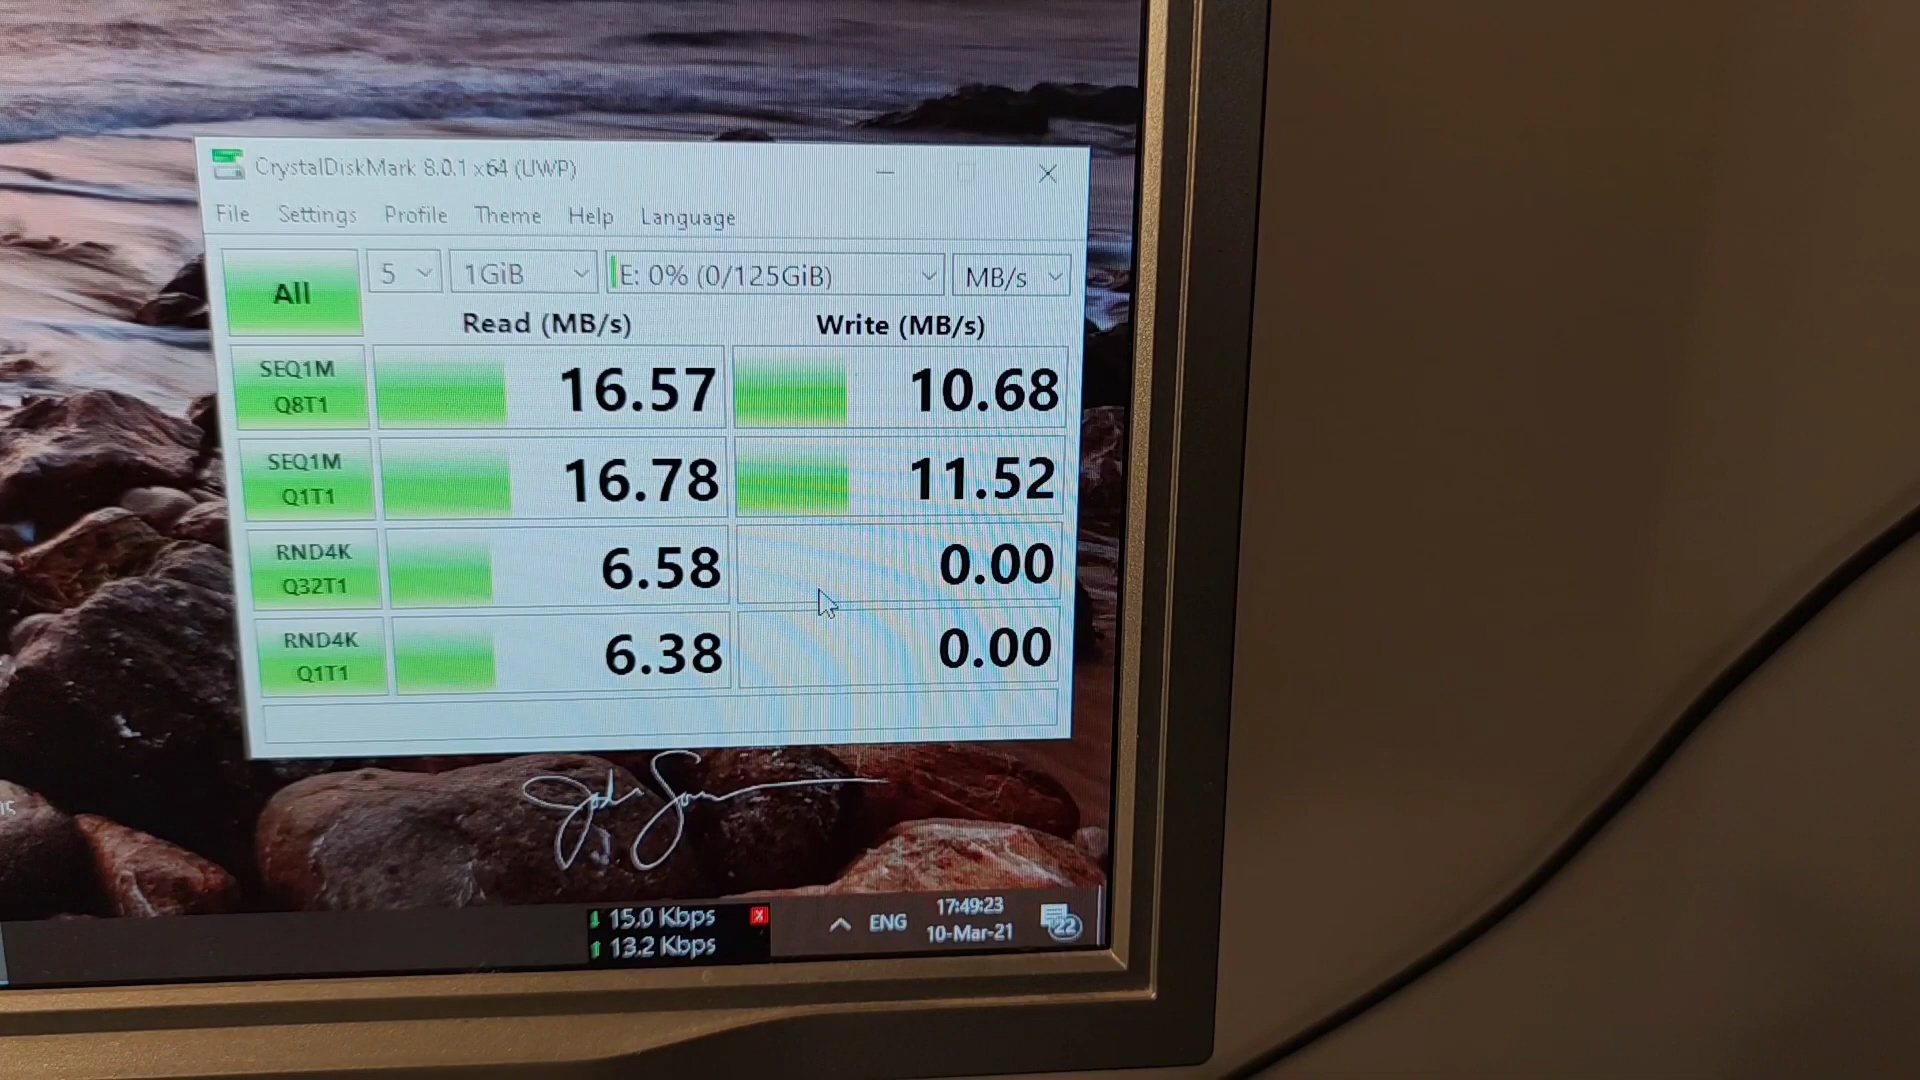 CrystalDiskMark 8.0.1 x64 (UWP)
File Settings Profile Theme Help Language
All 5 1GiB E: 0% (0/125GiB) MB/s
Read (MB/s) Write (MB/s)
SEQ1M Q8T1 16.57 10.68
SEQ1M Q1T1 16.78 11.52
RND4K Q32T1 6.58 0.00
RND4K Q1T1 6.38 0.00
15.0 Kbps
13.2 Kbps
ENG
17:49:23
10-Mar-21
22